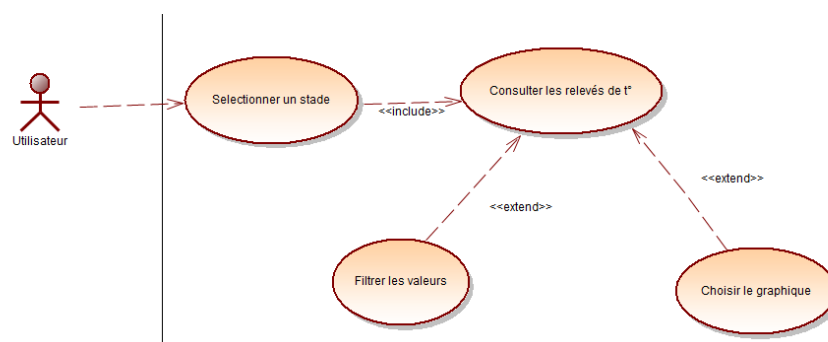 Utilisateur
Selectionner un stade
<<include>>
Consulter les relevés de t°
<<extend>>
<<extend>>
Filtrer les valeurs
Choisir le graphique